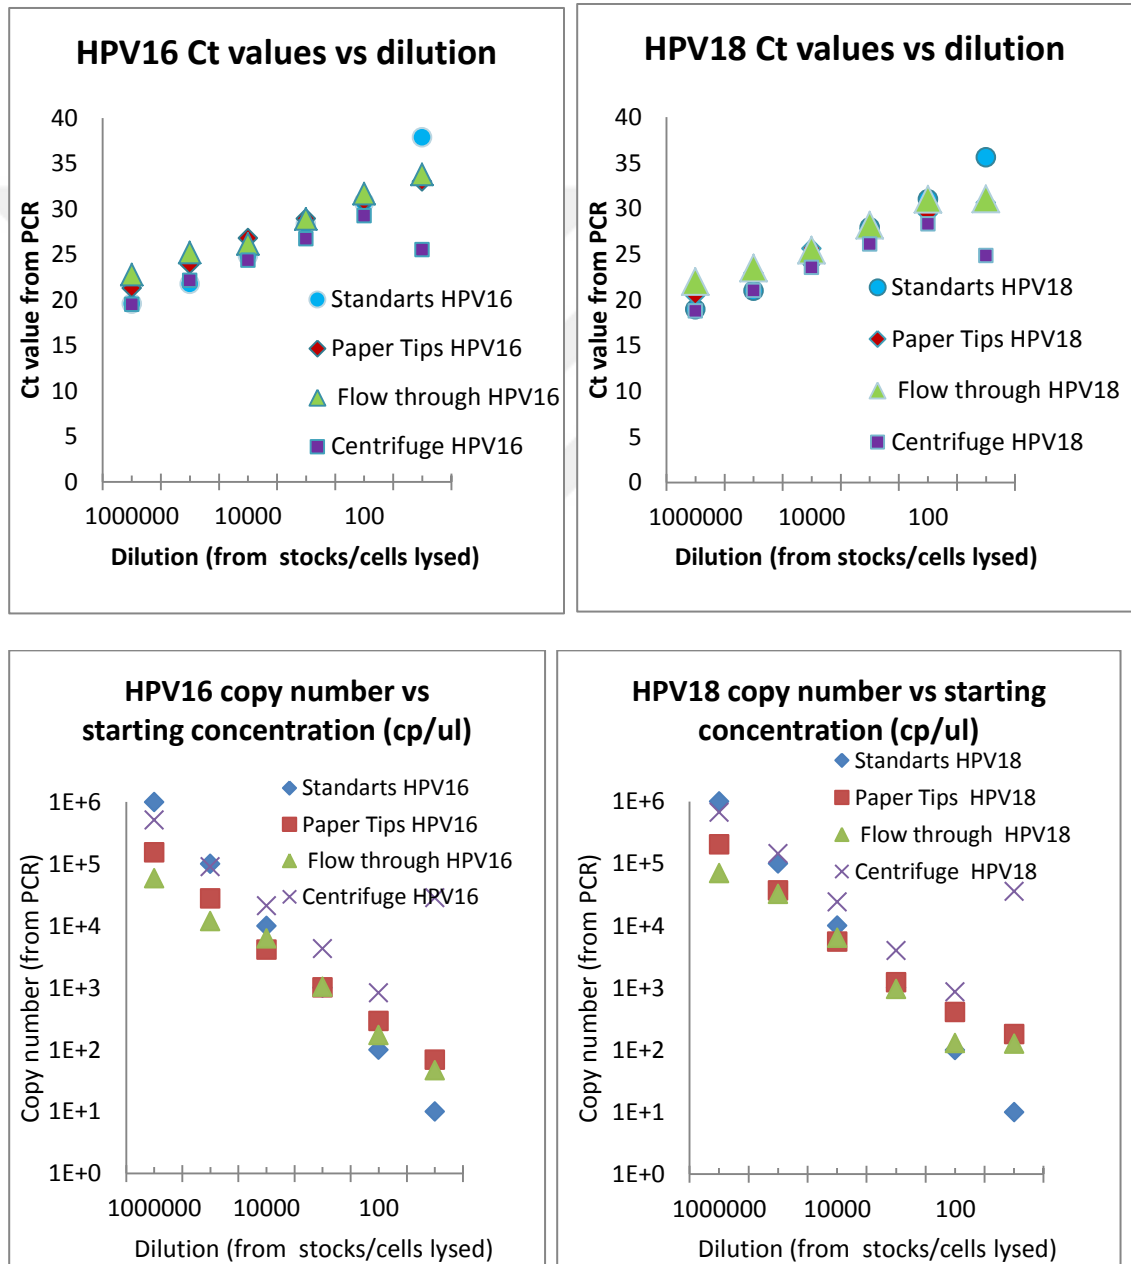 HPV16 Ct values vs dilution
40
35
30
25
20
15
10
5
0
Ct value from PCR
Standarts HPV16
Paper Tips HPV16
Flow through HPV16
Centrifuge HPV16
1000000 10000 100
Dilution (from stocks/cells lysed)
HPV18 Ct values vs dilution
40
35
30
25
20
15
10
5
0
Ct value from PCR
Standarts HPV18
Paper Tips HPV18
Flow through HPV18
Centrifuge HPV18
1000000 10000 100
Dilution (from stocks/cells lysed)
HPV16 copy number vs
starting concentration (cp/ul)
Standarts HPV16
Paper Tips HPV16
Flow through HPV16
Centrifuge HPV16
1E+6
1E+5
1E+4
1E+3
1E+2
1E+1
1E+0
Copy number (from PCR)
1000000 10000 100
Dilution (from stocks/cells lysed)
HPV18 copy number vs starting
concentration (cp/ul)
Standarts HPV18
Paper Tips HPV18
Flow through HPV18
Centrifuge HPV18
1E+6
1E+5
1E+4
1E+3
1E+2
1E+1
1E+0
Copy number (from PCR)
1000000 10000 100
Dilution (from stocks/cells lysed)